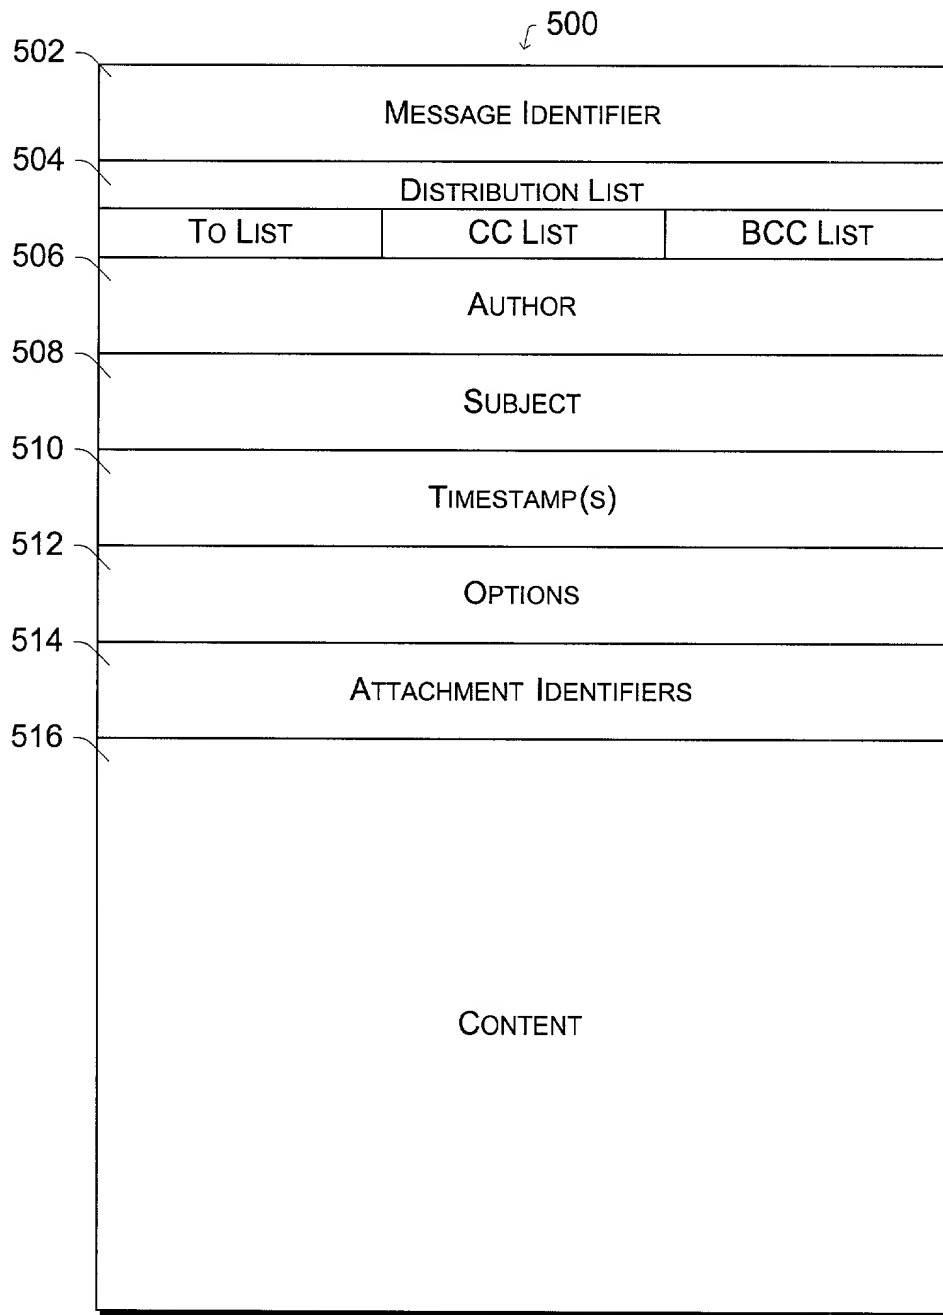 500
502
MESSAGE IDENTIFIER
504
DISTRIBUTION LIST
TO LIST CC LIST BCC LIST
506
AUTHOR
508
SUBJECT
510
TIMESTAMP(S)
512
OPTIONS
514
ATTACHMENT IDENTIFIERS
516
CONTENT